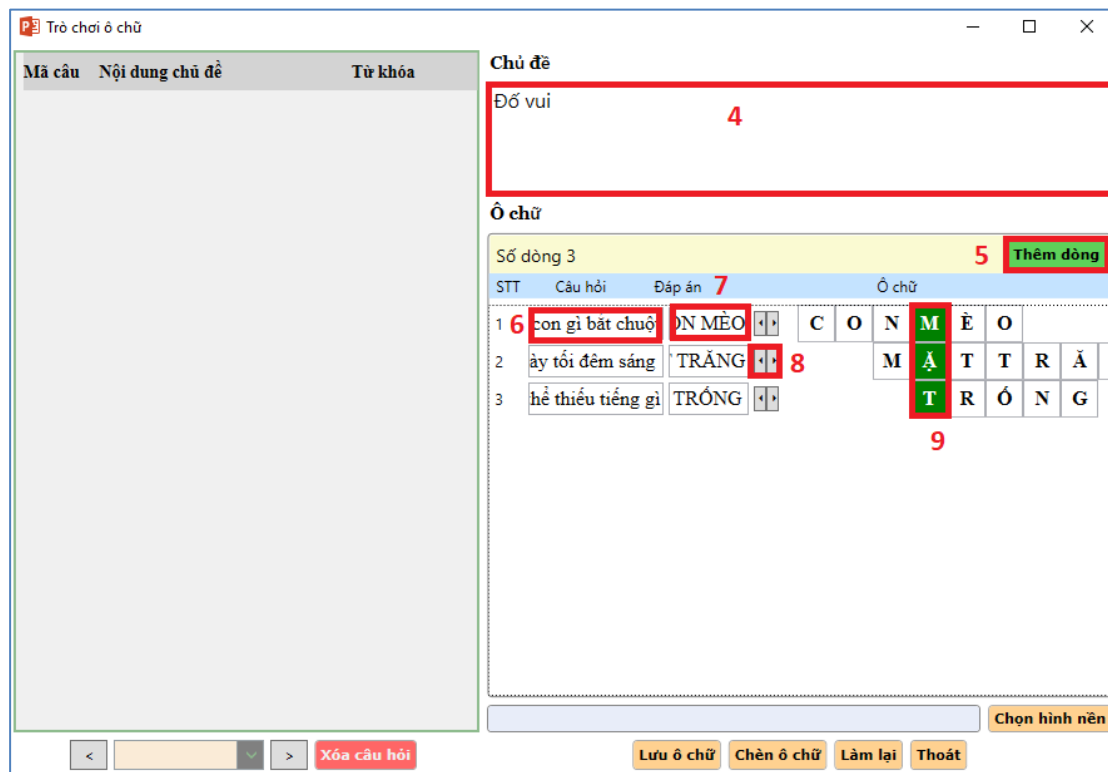 Trò chơi ô chữ
Mã câu Nội dung chủ đề Từ khóa
Chủ đề
Đố vui
4
Ô chữ
Số dòng 3
5 Thêm dòng
STT Câu hỏi Đáp án 7 Ô chữ
1 6 con gì bắt chuột ON MÈO C O N M È O
2 ày tối đêm sáng TRĂNG 8 M Ặ T T R Ă
3 hể thiếu tiếng gì TRỐNG T R Ố N G
9
Chọn hình nền
< > Xóa câu hỏi Lưu ô chữ Chèn ô chữ Làm lại Thoát